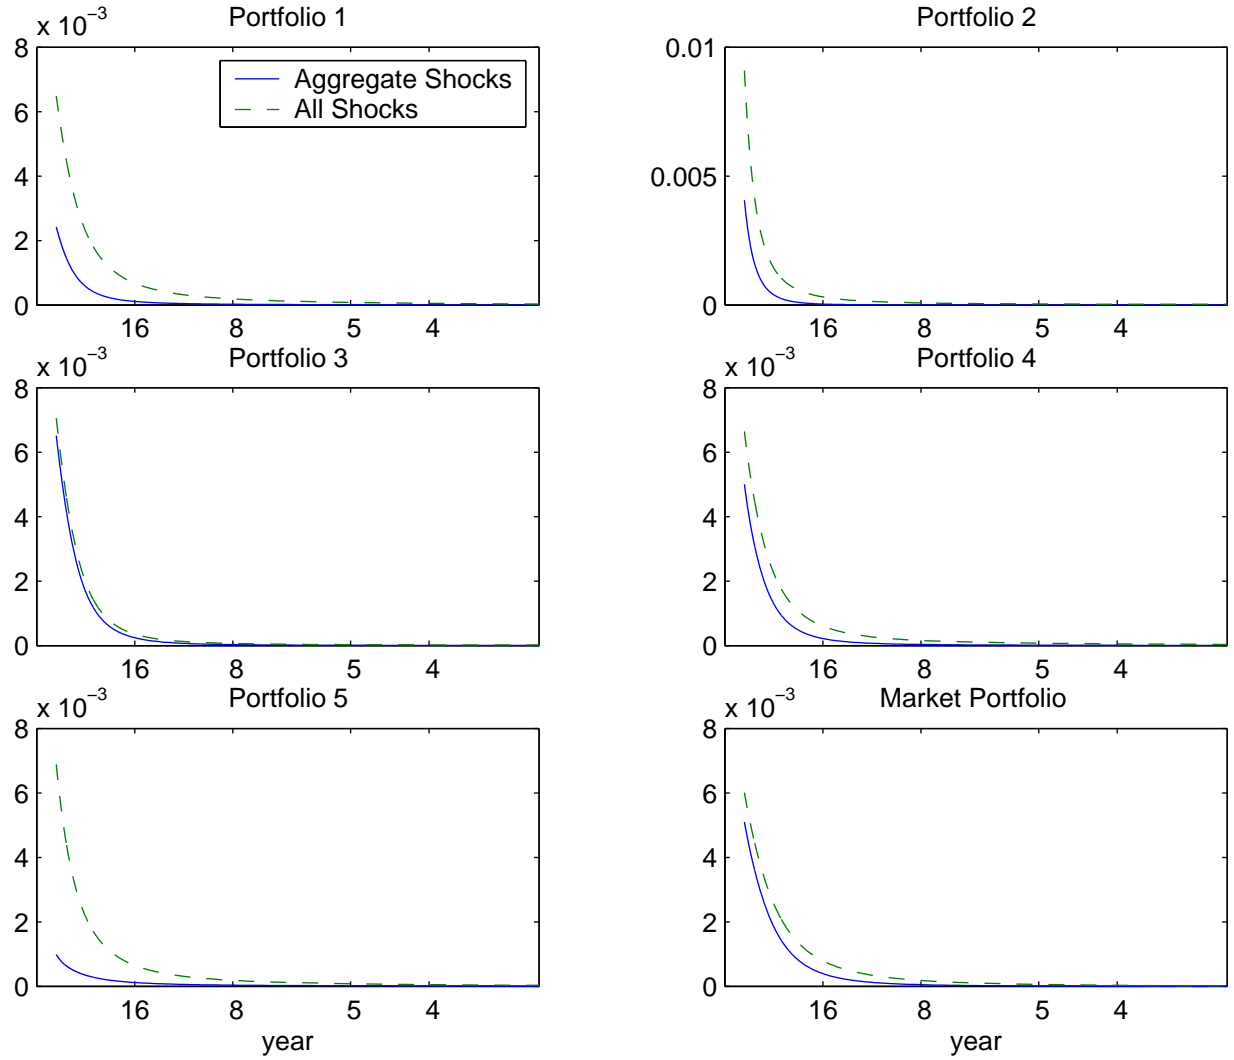 Portfolio 1
x 10⁻³
8
6
4
2
0
Aggregate Shocks
All Shocks
16 8 5 4
Portfolio 2
0.01
0.005
0
16 8 5 4
Portfolio 3
x 10⁻³
8
6
4
2
0
16 8 5 4
Portfolio 4
x 10⁻³
8
6
4
2
0
16 8 5 4
Portfolio 5
x 10⁻³
8
6
4
2
0
16 8 5 4
year
Market Portfolio
x 10⁻³
8
6
4
2
0
16 8 5 4
year